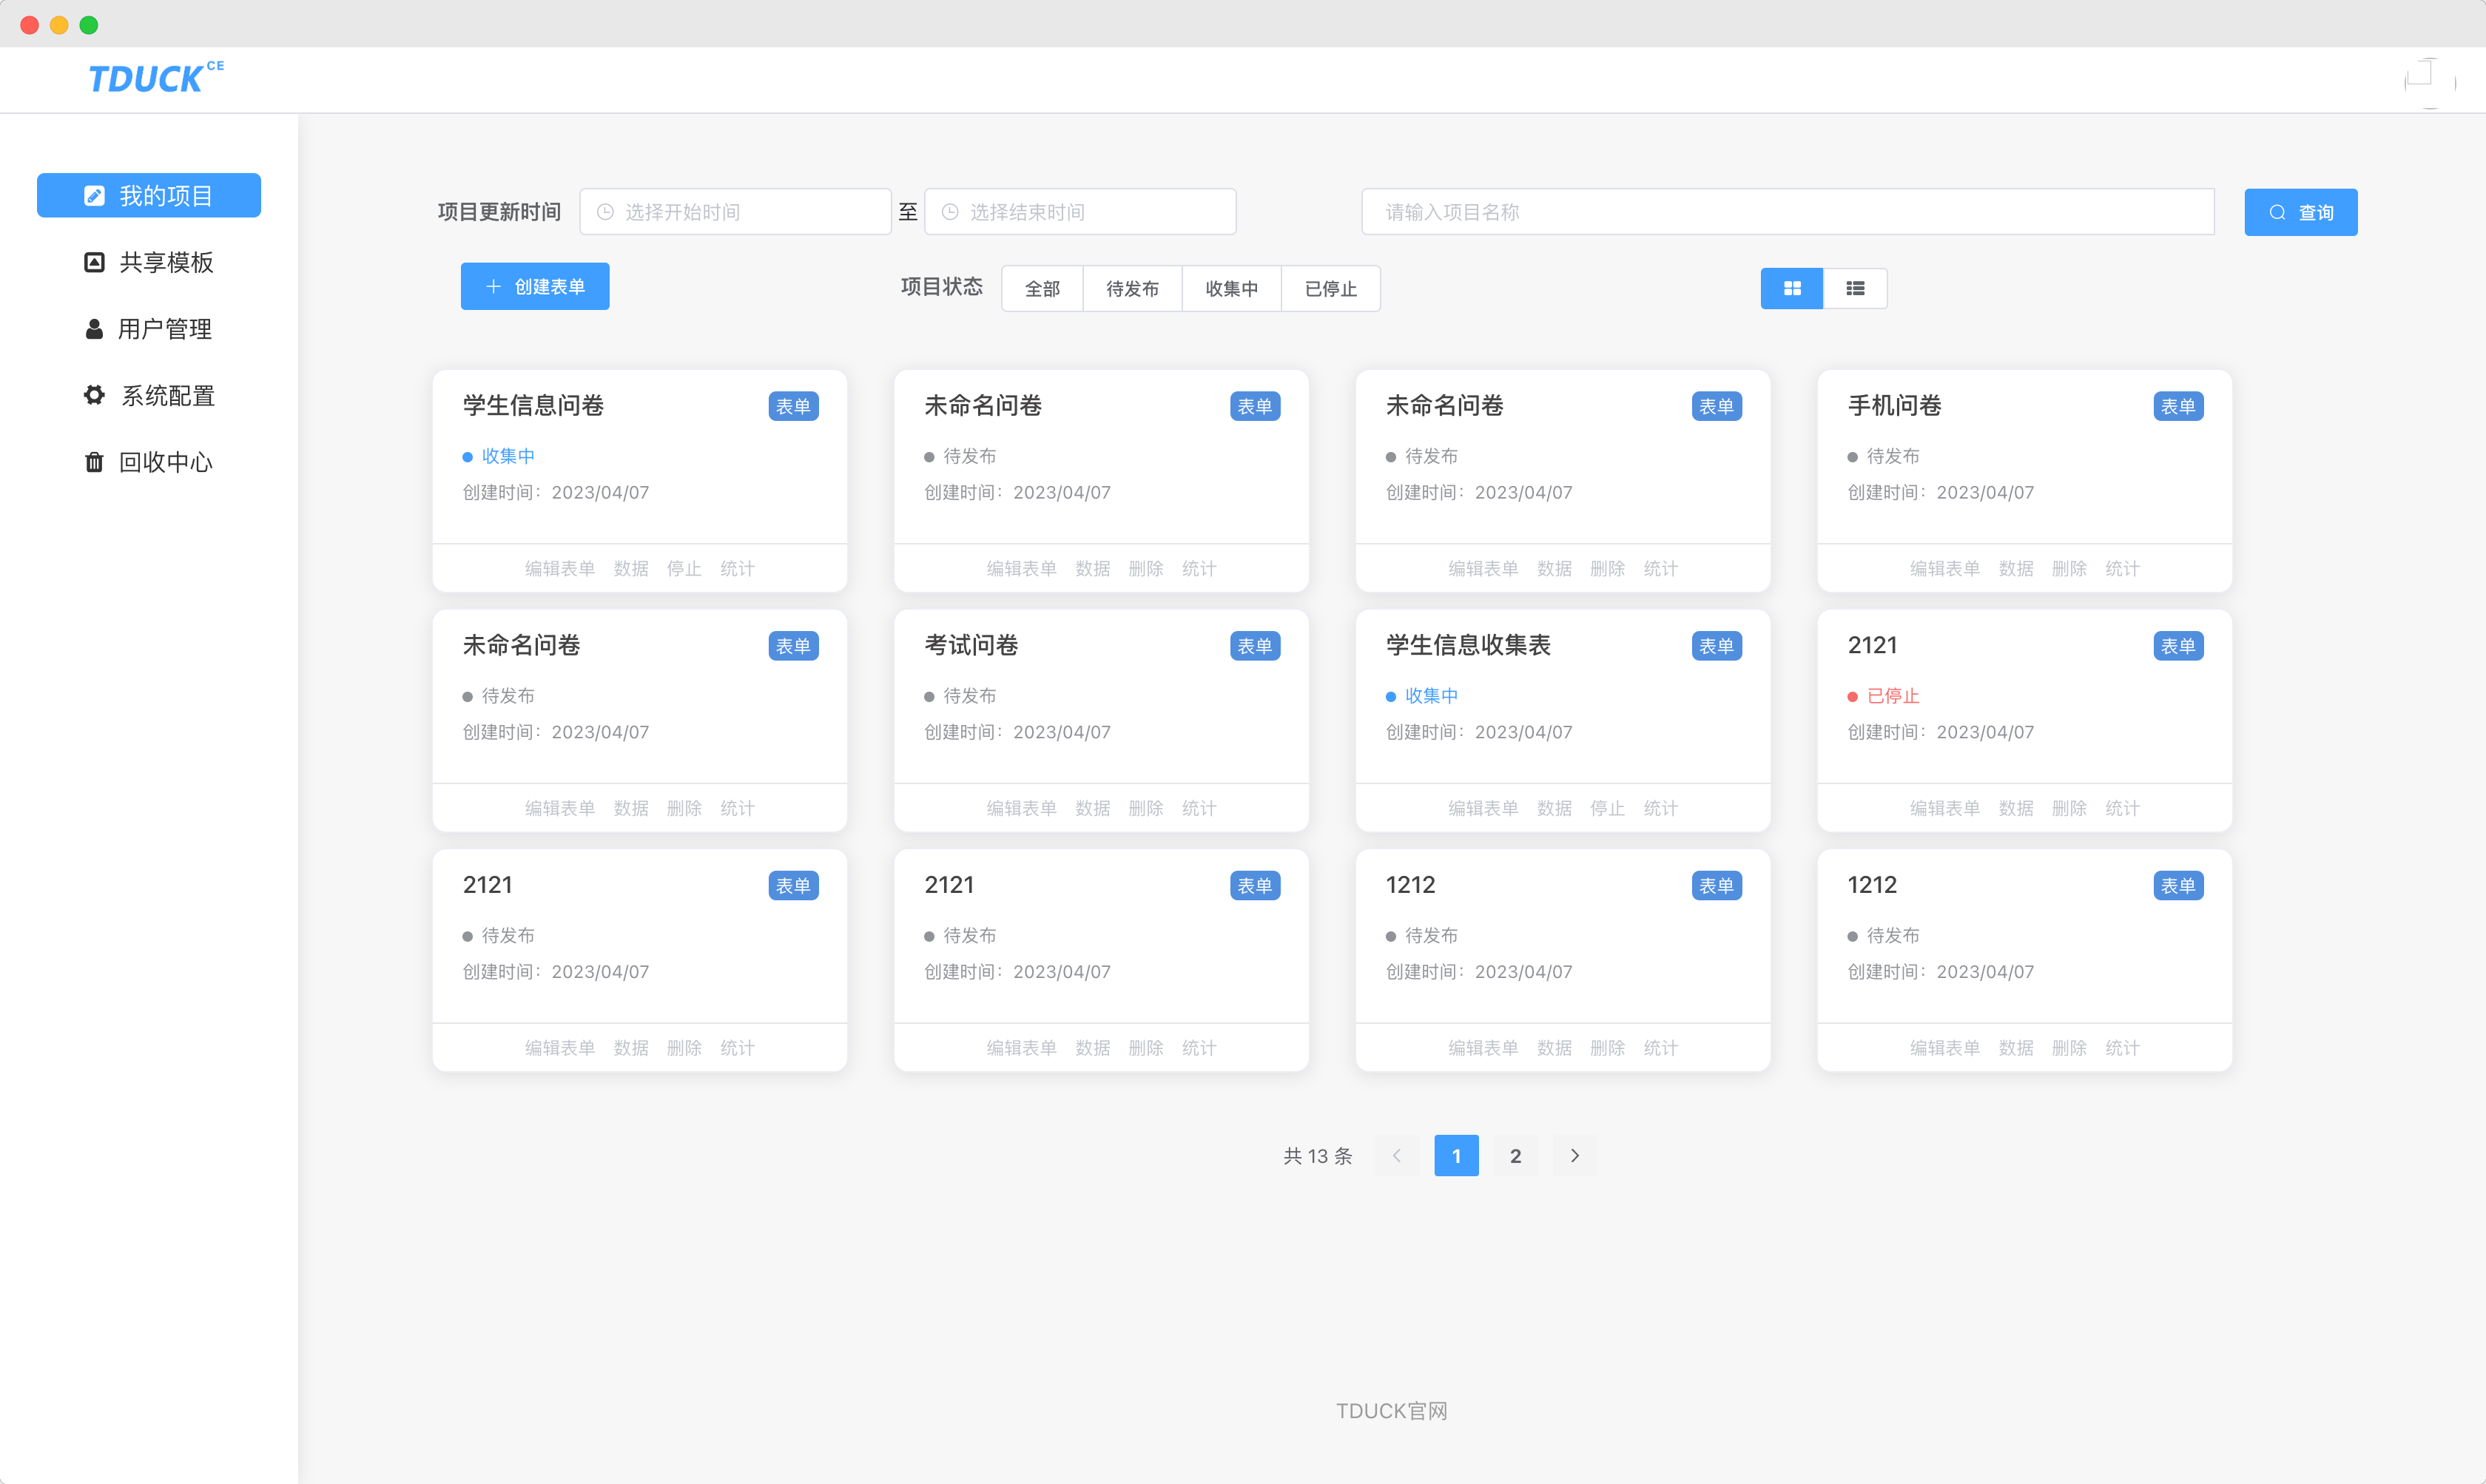 TDUCK CE
我的项目
共享模板
用户管理
系统配置
回收中心
项目更新时间 选择开始时间 至 选择结束时间 请输入项目名称 查询
创建表单 项目状态 全部 待发布 收集中 已停止
学生信息问卷 表单
收集中
创建时间：2023/04/07
编辑表单 数据 停止 统计
未命名问卷 表单
待发布
创建时间：2023/04/07
编辑表单 数据 删除 统计
未命名问卷 表单
待发布
创建时间：2023/04/07
编辑表单 数据 删除 统计
手机问卷 表单
待发布
创建时间：2023/04/07
编辑表单 数据 删除 统计
未命名问卷 表单
待发布
创建时间：2023/04/07
编辑表单 数据 删除 统计
考试问卷 表单
待发布
创建时间：2023/04/07
编辑表单 数据 删除 统计
学生信息收集表 表单
收集中
创建时间：2023/04/07
编辑表单 数据 停止 统计
2121 表单
已停止
创建时间：2023/04/07
编辑表单 数据 删除 统计
2121 表单
待发布
创建时间：2023/04/07
编辑表单 数据 删除 统计
2121 表单
待发布
创建时间：2023/04/07
编辑表单 数据 删除 统计
1212 表单
待发布
创建时间：2023/04/07
编辑表单 数据 删除 统计
1212 表单
待发布
创建时间：2023/04/07
编辑表单 数据 删除 统计
共 13 条 1 2
TDUCK官网